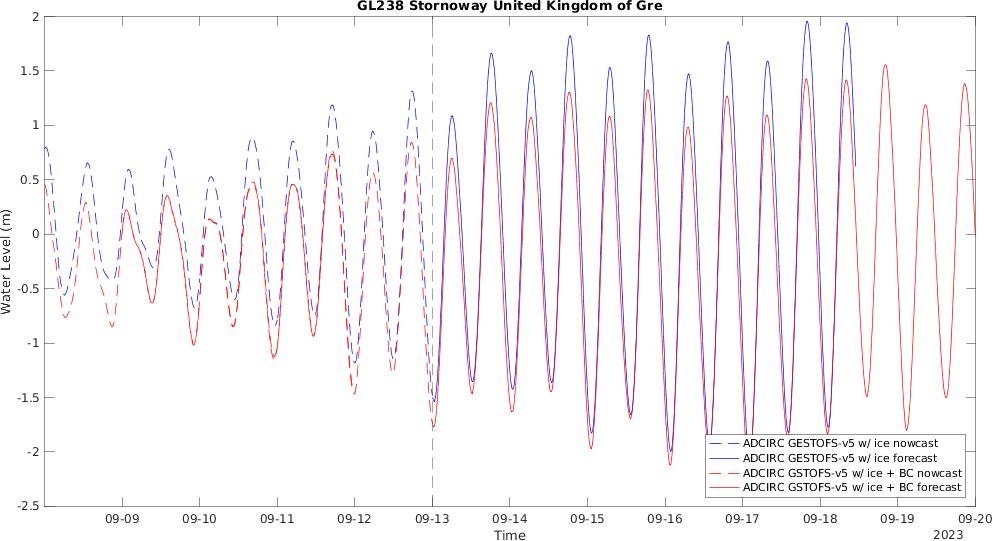 GL238 Stornoway United Kingdom of Gre
2
1.5
1
0.5
0
-0.5
-1
-1.5
-2
-2.5
Water Level (m)
ADCIRC GESTOFS-v5 w/ ice nowcast
ADCIRC GESTOFS-v5 w/ ice forecast
ADCIRC GSTOFS-v5 w/ ice + BC nowcast
ADCIRC GSTOFS-v5 w/ ice + BC forecast
09-09 09-10 09-11 09-12 09-13 09-14 09-15 09-16 09-17 09-18 09-19 09-20
Time
2023